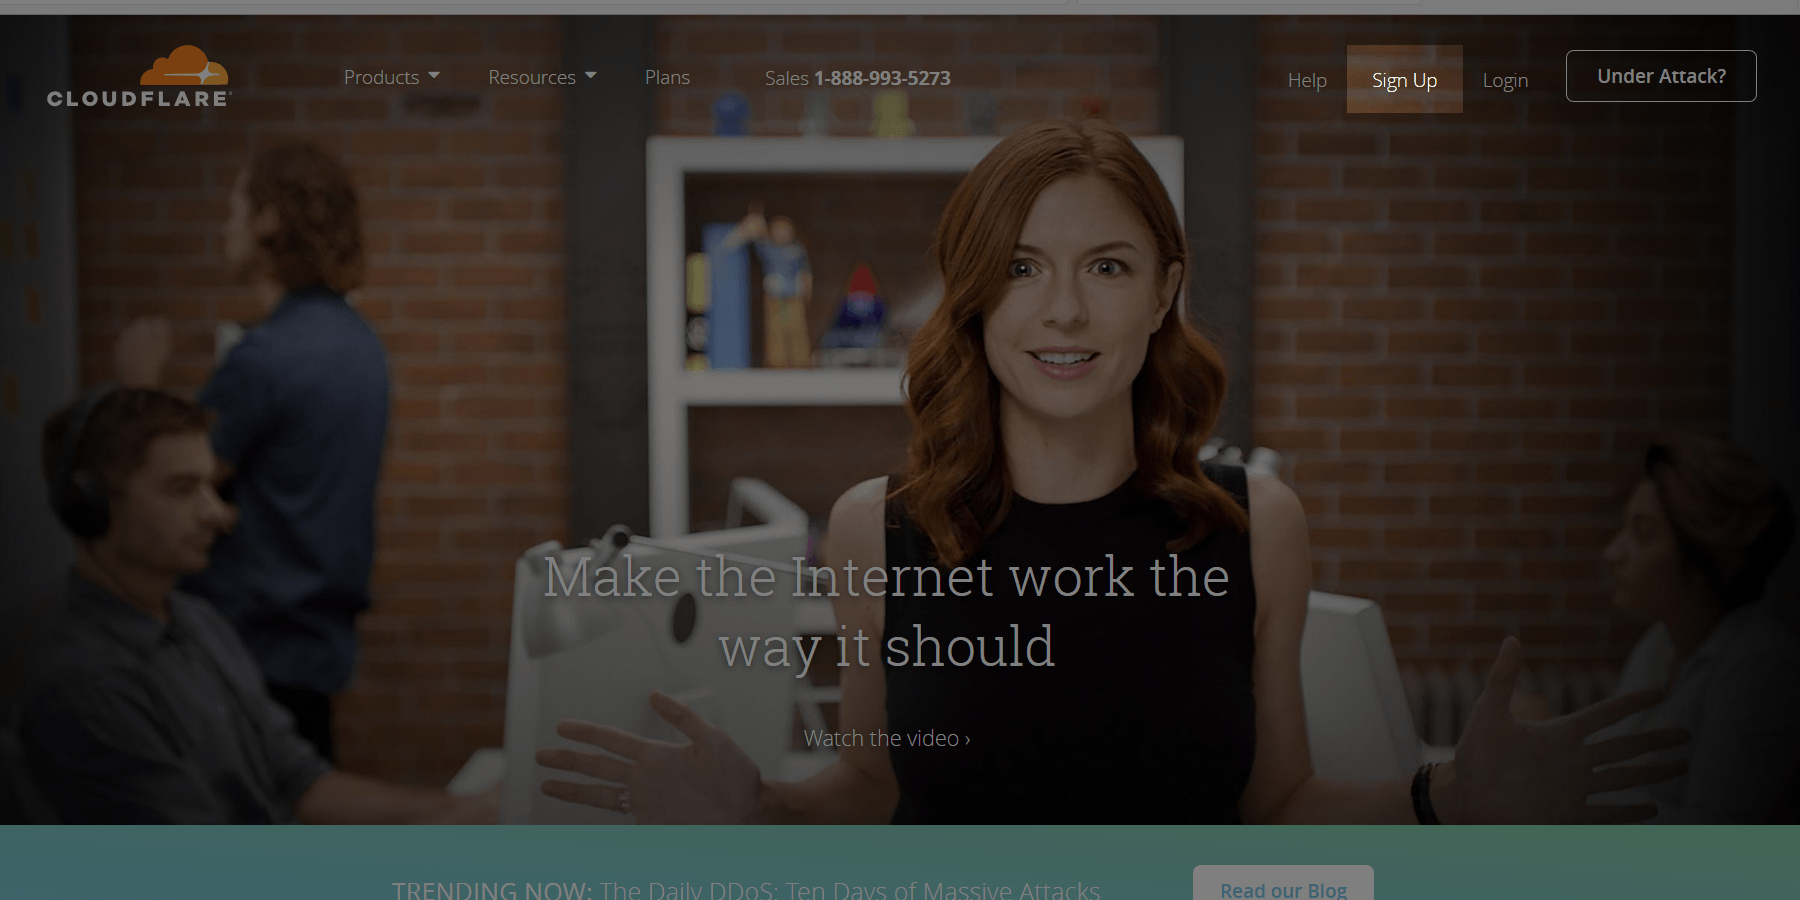 CLOUDFLARE
Products
Resources
Plans
Sales 1-888-993-5273
Help
Sign Up
Login
Under Attack?
Make the Internet work the
way it should
Watch the video ›
TRENDING NOW: The Daily DDoS: Ten Days of Massive Attacks
Read our Blog